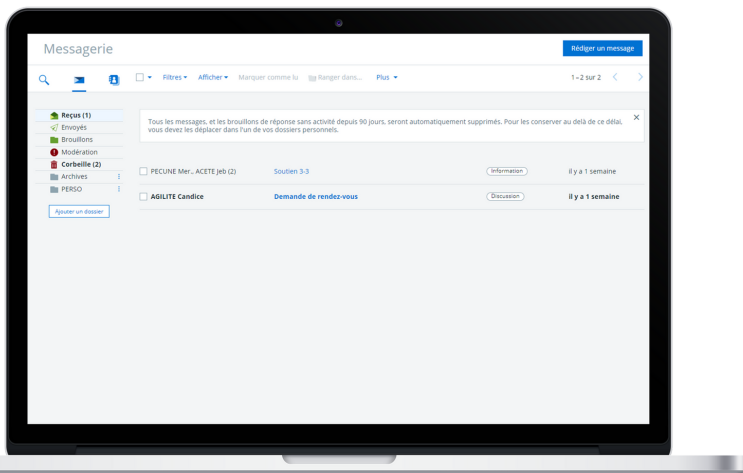 Messagerie
Rédiger un message
Filtres
Afficher
Marquer comme lu
Ranger dans...
Plus
1–2 sur 2
Reçus (1)
Envoyés
Brouillons
Modération
Corbeille (2)
Archives
PERSO
Ajouter un dossier
Tous les messages, et les brouillons de réponse sans activité depuis 90 jours, seront automatiquement supprimés. Pour les conserver au delà de ce délai,
vous devez les déplacer dans l'un de vos dossiers personnels.
PECUNE Mer., ACETE Jeb (2) Soutien 3-3 Information il y a 1 semaine
AGILITE Candice Demande de rendez-vous Discussion il y a 1 semaine